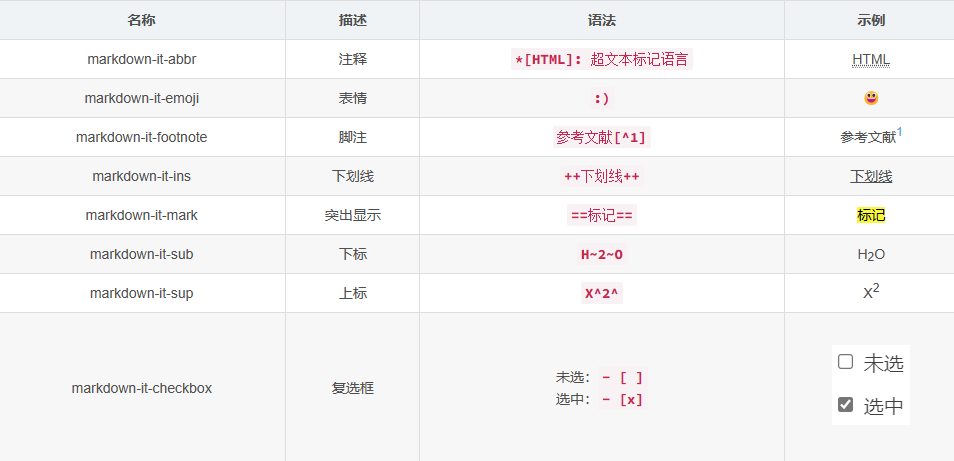 名称 描述 语法 示例
markdown-it-abbr 注释 *[HTML]: 超文本标记语言 HTML
markdown-it-emoji 表情 :) 😃
markdown-it-footnote 脚注 参考文献[^1] 参考文献1
markdown-it-ins 下划线 ++下划线++ 下划线
markdown-it-mark 突出显示 ==标记== 标记
markdown-it-sub 下标 H~2~O H2O
markdown-it-sup 上标 X^2^ X2
markdown-it-checkbox 复选框 未选： - [ ]
选中： - [x]
未选
选中